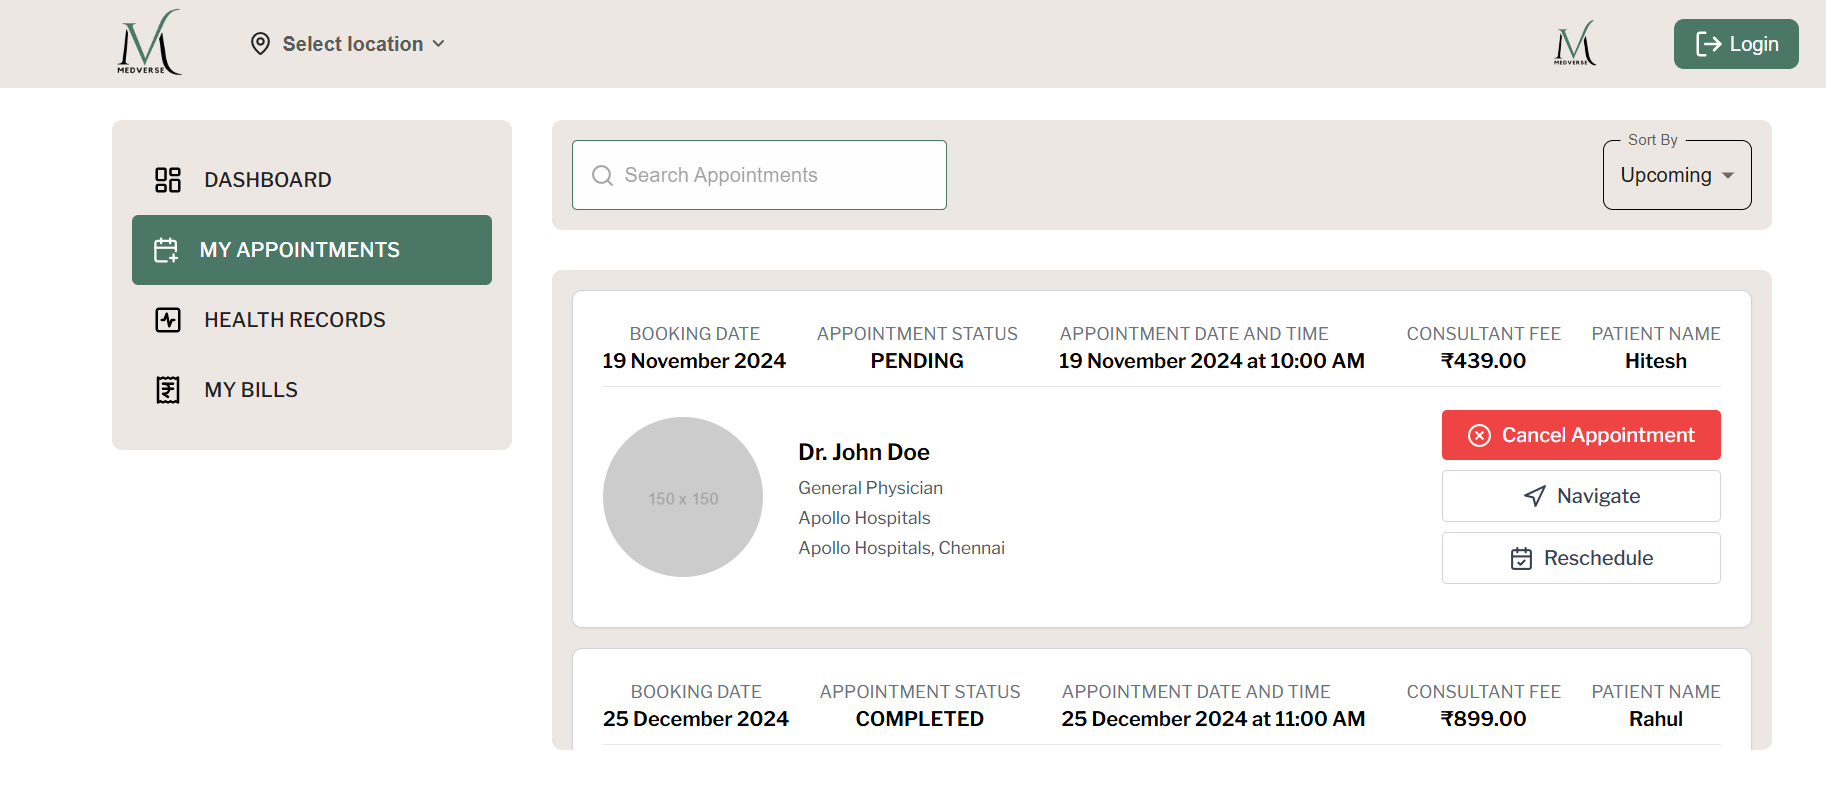 MEDVERSE
Select location
MEDVERSE
Login
DASHBOARD
MY APPOINTMENTS
HEALTH RECORDS
MY BILLS
Search Appointments
Sort By
Upcoming
BOOKING DATE APPOINTMENT STATUS APPOINTMENT DATE AND TIME CONSULTANT FEE PATIENT NAME
19 November 2024 PENDING 19 November 2024 at 10:00 AM ₹439.00 Hitesh
150 x 150
Dr. John Doe
General Physician
Apollo Hospitals
Apollo Hospitals, Chennai
Cancel Appointment
Navigate
Reschedule
BOOKING DATE APPOINTMENT STATUS APPOINTMENT DATE AND TIME CONSULTANT FEE PATIENT NAME
25 December 2024 COMPLETED 25 December 2024 at 11:00 AM ₹899.00 Rahul